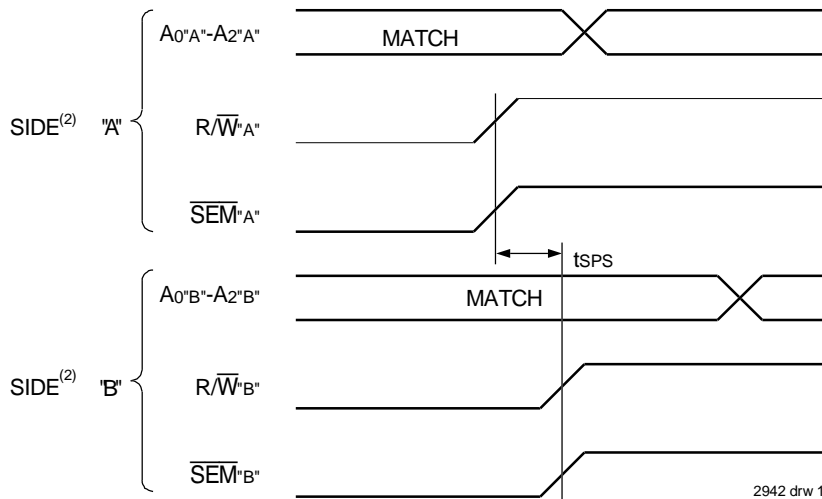 A0"A"-A2"A"
MATCH
SIDE(2) "A"
R/W"A"
SEM"A"
tSPS
A0"B"-A2"B"
MATCH
SIDE(2) "B"
R/W"B"
SEM"B"
2942 drw 1